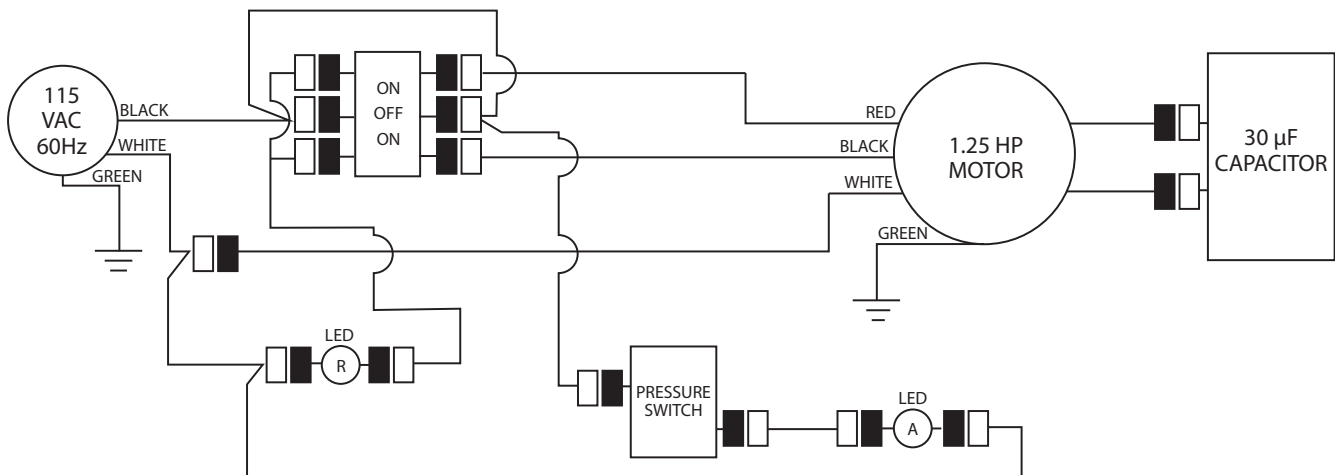 115
VAC
60Hz
BLACK
WHITE
GREEN
ON
OFF
ON
RED
BLACK
WHITE
GREEN
1.25 HP
MOTOR
30 µF
CAPACITOR
LED
R
PRESSURE
SWITCH
LED
A